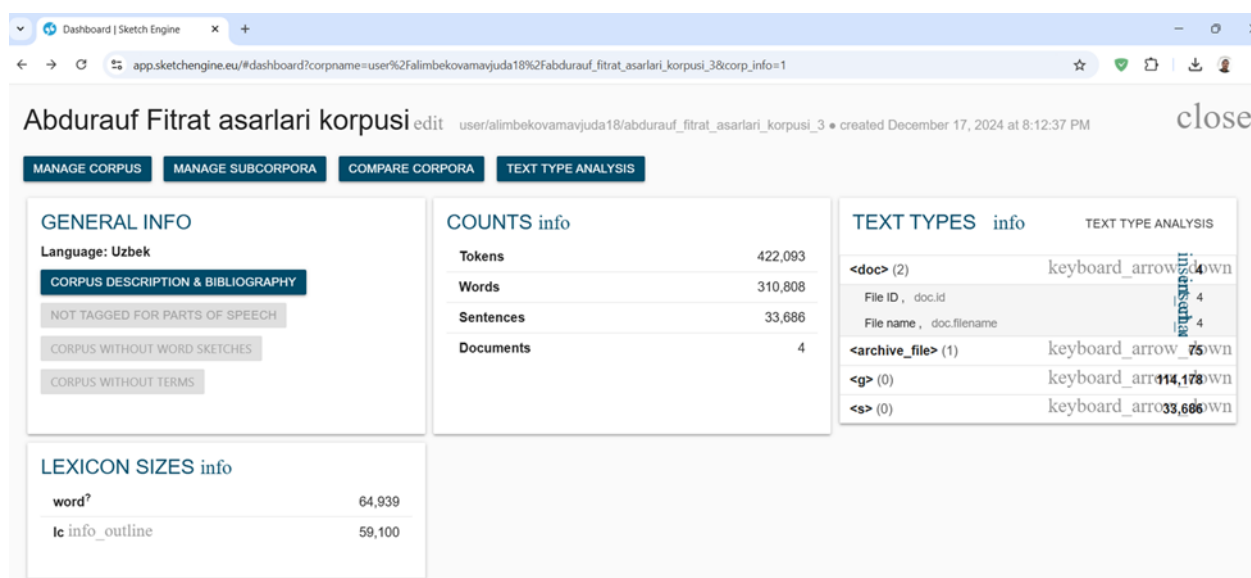 Dashboard | Sketch Engine
app.sketchengine.eu/#dashboard?corpname=user%2Falimbekovamavjuda18%2Fabdurauf_fitrat_asarlari_korpusi_3&corp_info=1
Abdurauf Fitrat asarlari korpusi edit user/alimbekovamavjuda18/abdurauf_fitrat_asarlari_korpusi_3 ● created December 17, 2024 at 8:12:37 PM close
MANAGE CORPUS MANAGE SUBCORPORA COMPARE CORPORA TEXT TYPE ANALYSIS
GENERAL INFO
Language: Uzbek
CORPUS DESCRIPTION & BIBLIOGRAPHY
NOT TAGGED FOR PARTS OF SPEECH
CORPUS WITHOUT WORD SKETCHES
CORPUS WITHOUT TERMS
COUNTS info
Tokens 422,093
Words 310,808
Sentences 33,686
Documents 4
TEXT TYPES info TEXT TYPE ANALYSIS
<doc> (2) keyboard_arrow_down 4
File ID , doc.id 4
File name , doc.filename 4
<archive_file> (1) keyboard_arrow_down 75
<g> (0) keyboard_arrow_down 114,178
<s> (0) keyboard_arrow_down 33,686
LEXICON SIZES info
word? 64,939
lc info_outline 59,100